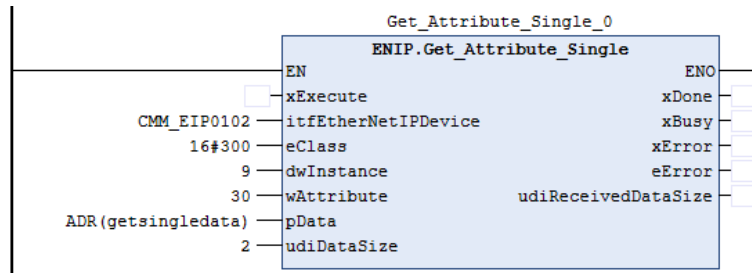 Get_Attribute_Single_0
ENIP.Get_Attribute_Single
EN ENO
xExecute xDone
CMM_EIP0102 itfEtherNetIPDevice xBusy
16#300 eClass xError
9 dwInstance eError
30 wAttribute udiReceivedDataSize
ADR(getsingledata) pData
2 udiDataSize